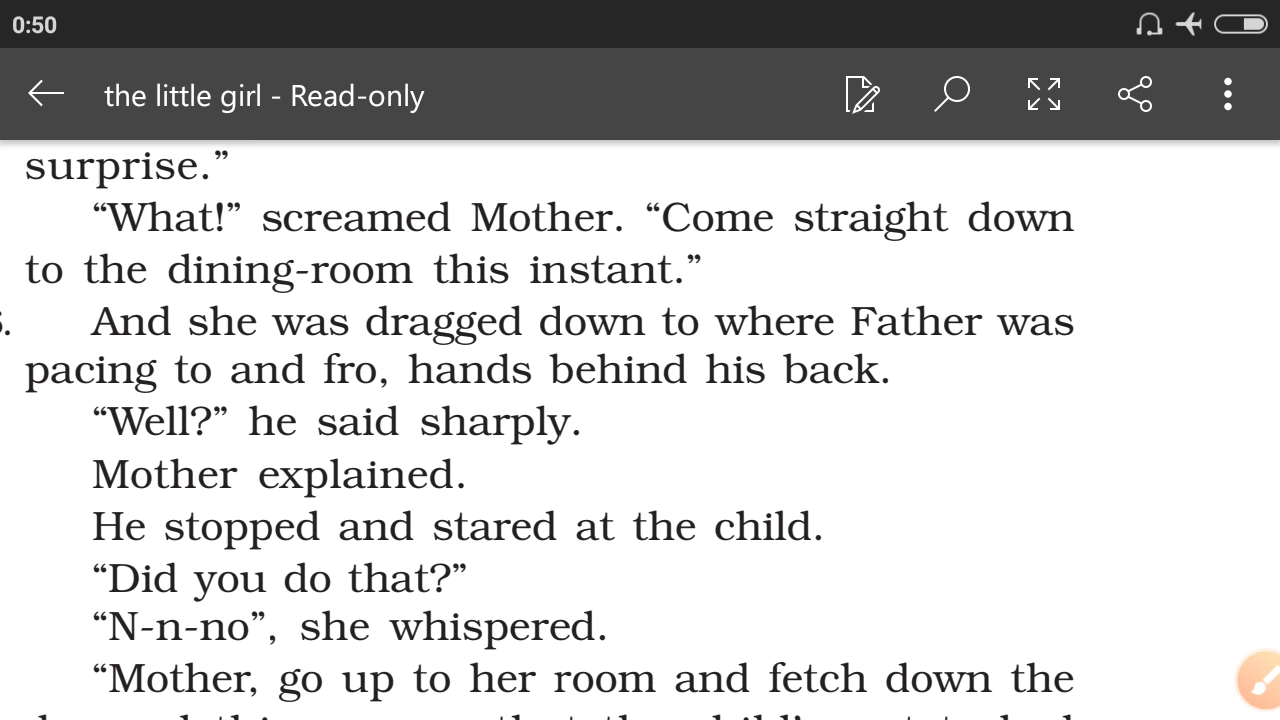 0:50
the little girl - Read-only
surprise.”
“What!” screamed Mother. “Come straight down
to the dining-room this instant.”
And she was dragged down to where Father was
pacing to and fro, hands behind his back.
“Well?” he said sharply.
Mother explained.
He stopped and stared at the child.
“Did you do that?”
“N-n-no”, she whispered.
“Mother, go up to her room and fetch down the